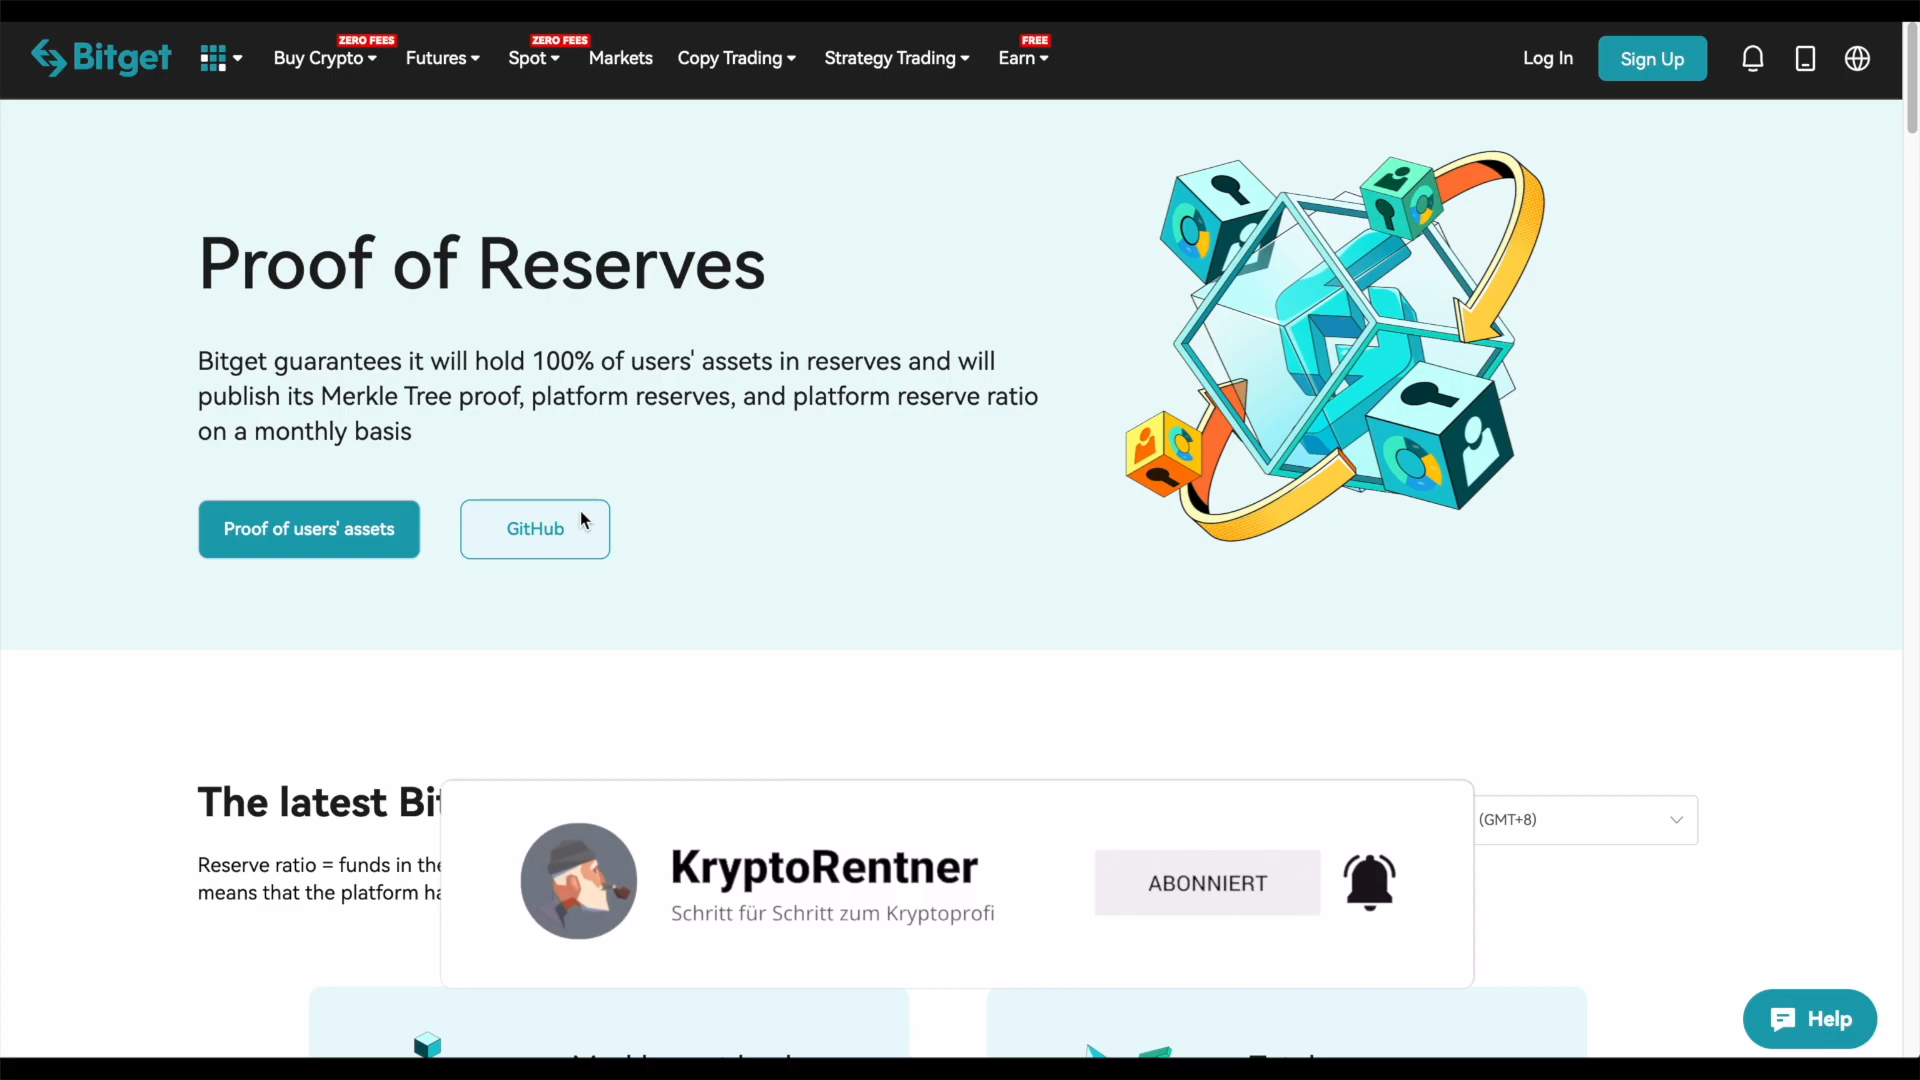 Bitget
ZERO FEES
ZERO FEES
FREE
Buy Crypto Futures Spot Markets Copy Trading Strategy Trading Earn
Log In
Sign Up
Proof of Reserves
Bitget guarantees it will hold 100% of users' assets in reserves and will
publish its Merkle Tree proof, platform reserves, and platform reserve ratio
on a monthly basis
Proof of users' assets
GitHub
The latest Bit
(GMT+8)
Reserve ratio = funds in the
means that the platform ha
KryptoRentner
Schritt für Schritt zum Kryptoprofi
ABONNIERT
Help